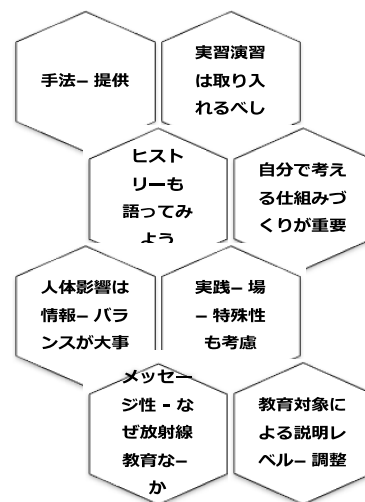 手法− 提供
実習演習
は取り入
れるべし
ヒスト
リーも
語ってみ
よう
自分で考え
る仕組みづ
くりが重要
人体影響は
情報− バラ
ンスが大事
実践− 場
− 特殊性
も考慮
メッセー
ジ性 − な
ぜ放射線
教育な−
か
教育対象に
よる説明レ
ベル− 調整